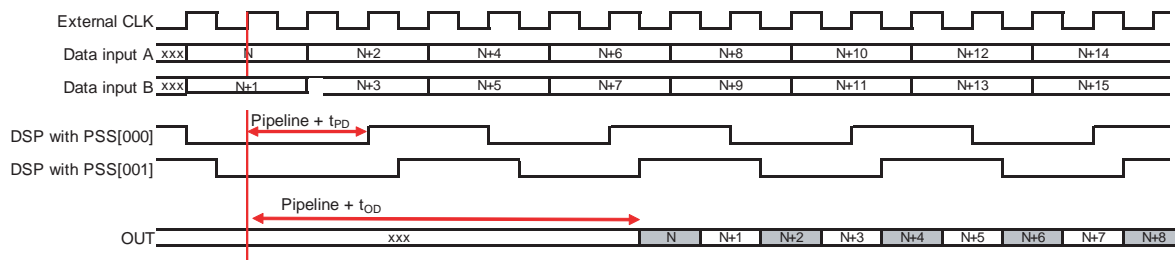 External CLK
Data input A xxx N N+2 N+4 N+6 N+8 N+10 N+12 N+14
Data input B xxx N+1 N+3 N+5 N+7 N+9 N+11 N+13 N+15
Pipeline + tPD
DSP with PSS[000]
DSP with PSS[001]
Pipeline + tOD
OUT xxx N N+1 N+2 N+3 N+4 N+5 N+6 N+7 N+8